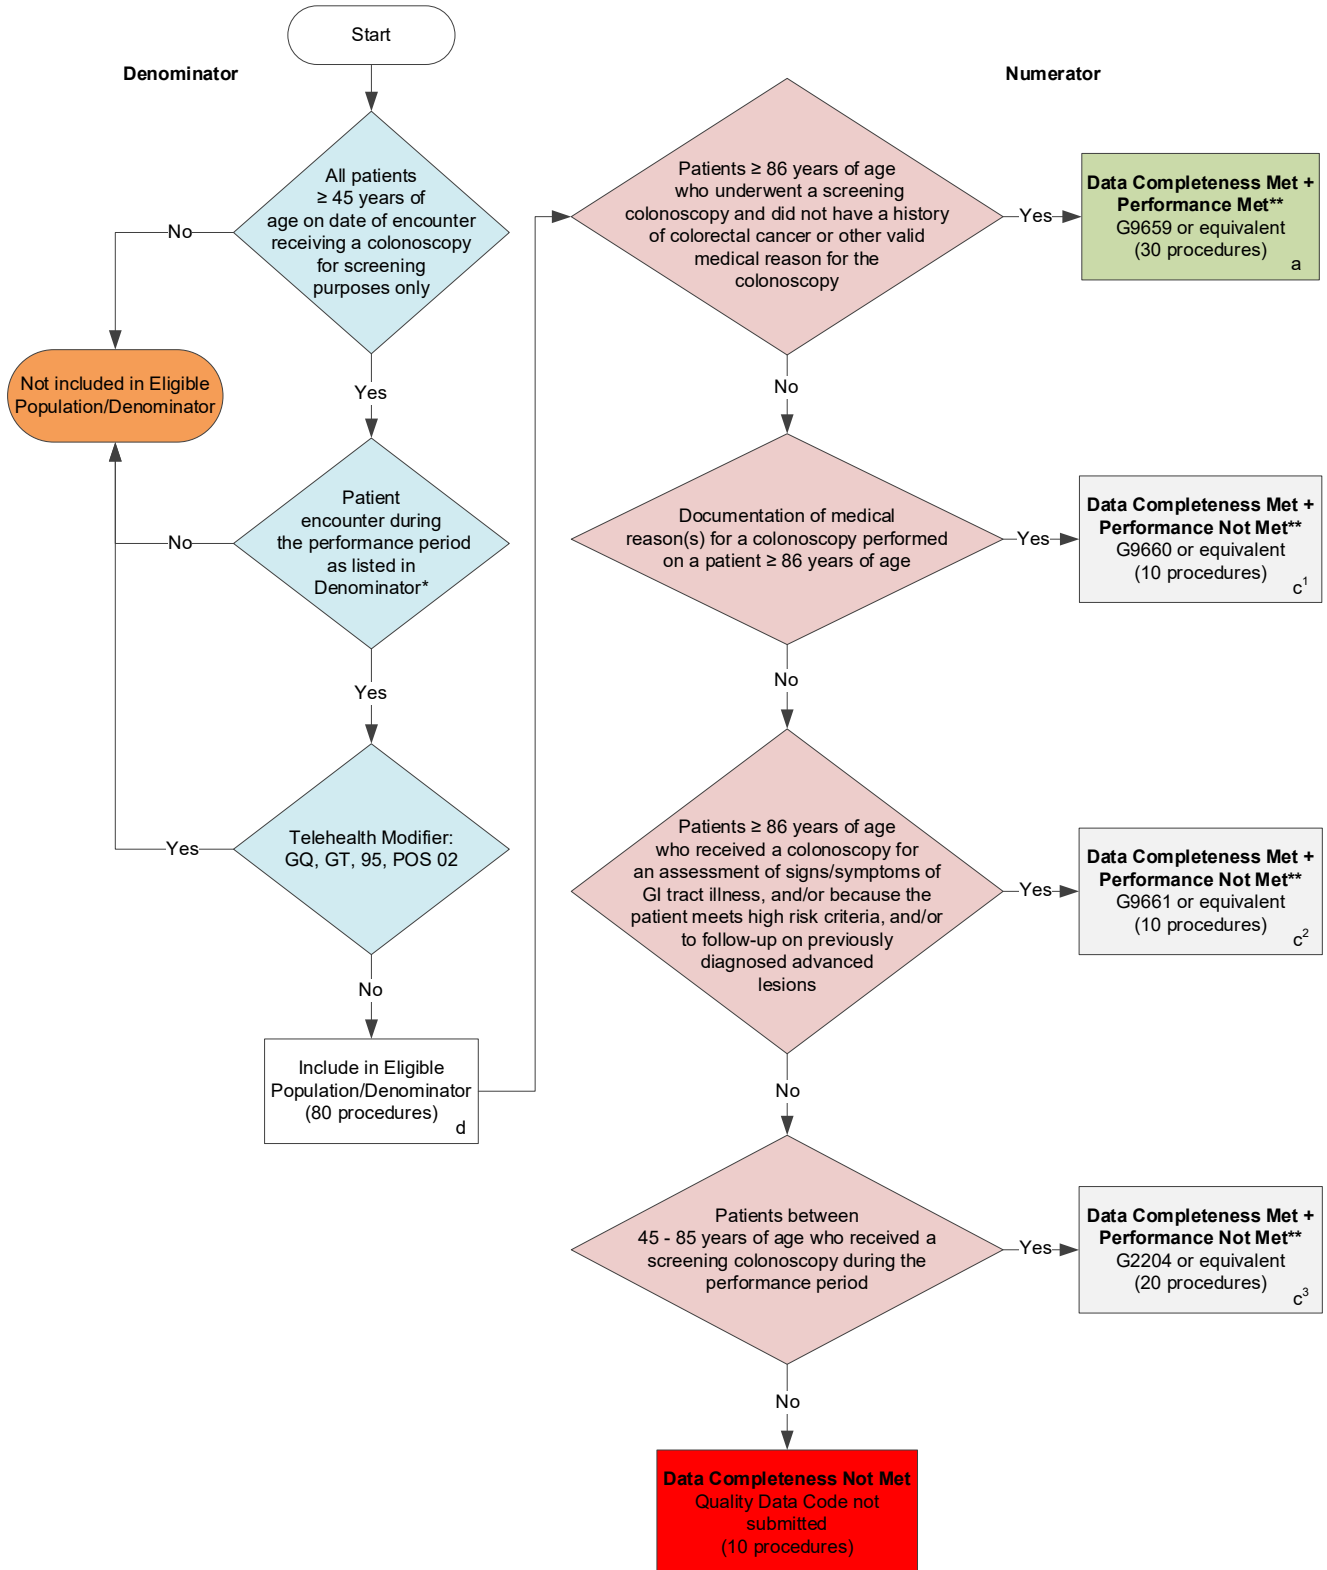 Start
Denominator
All patients
≥ 45 years of
age on date of encounter
receiving a colonoscopy
for screening
purposes only
No
Not included in Eligible
Population/Denominator
Yes
Patient
encounter during
the performance period
as listed in
Denominator*
No
Yes
Telehealth Modifier:
GQ, GT, 95, POS 02
Yes
No
Include in Eligible
Population/Denominator
(80 procedures)
d
Numerator
Patients ≥ 86 years of age
who underwent a screening
colonoscopy and did not have a history
of colorectal cancer or other valid
medical reason for the
colonoscopy
Yes
Data Completeness Met +
Performance Met**
G9659 or equivalent
(30 procedures)
a
No
Documentation of medical
reason(s) for a colonoscopy performed
on a patient ≥ 86 years of age
Yes
Data Completeness Met +
Performance Not Met**
G9660 or equivalent
(10 procedures)
c¹
No
Patients ≥ 86 years of age
who received a colonoscopy for
an assessment of signs/symptoms of
GI tract illness, and/or because the
patient meets high risk criteria, and/or
to follow-up on previously
diagnosed advanced
lesions
Yes
Data Completeness Met +
Performance Not Met**
G9661 or equivalent
(10 procedures)
c²
No
Patients between
45 - 85 years of age who received a
screening colonoscopy during the
performance period
Yes
Data Completeness Met +
Performance Not Met**
G2204 or equivalent
(20 procedures)
c³
No
Data Completeness Not Met
Quality Data Code not
submitted
(10 procedures)